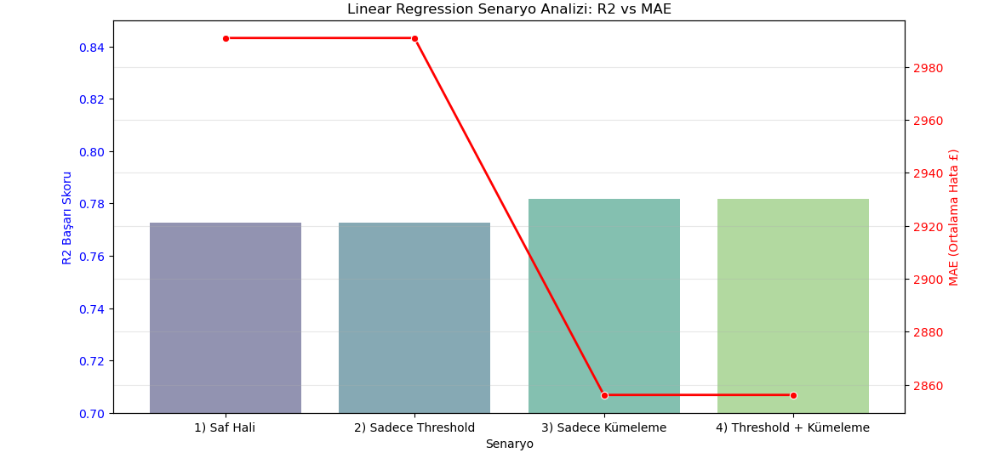 Linear Regression Senaryo Analizi: R2 vs MAE
R2 Başarı Skoru
0.84
0.82
0.80
0.78
0.76
0.74
0.72
0.70
2980
2960
2940
2920
2900
2880
2860
MAE (Ortalama Hata £)
1) Saf Hali
2) Sadece Threshold
3) Sadece Kümeleme
4) Threshold + Kümeleme
Senaryo